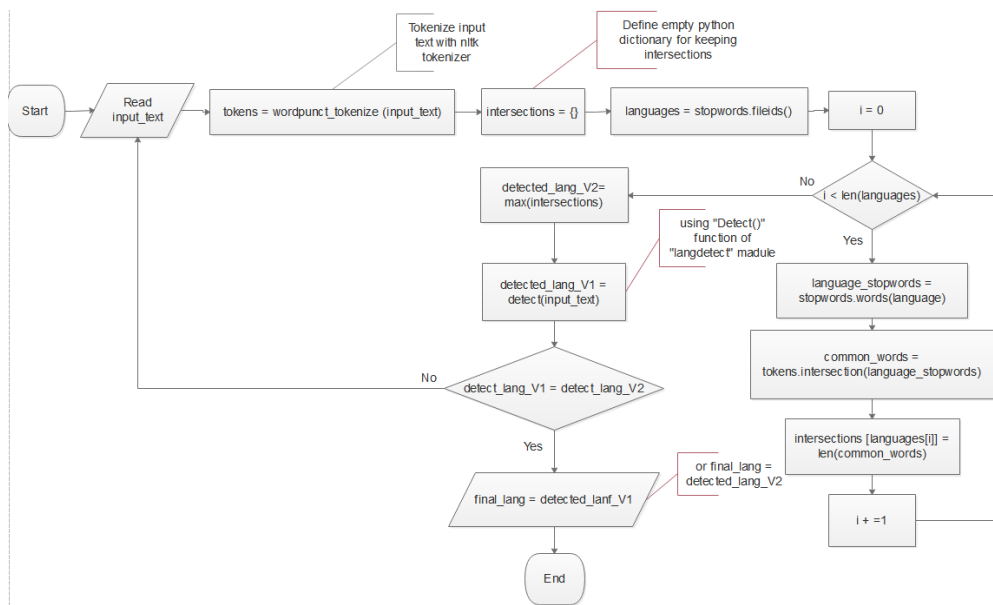 Tokenize input
text with nltk
tokenizer
Define empty python
dictionary for keeping
intersections
Start
Read
input_text
tokens = wordpunct_tokenize (input_text)
intersections = {}
languages = stopwords.fileids()
i = 0
detected_lang_V2=
max(intersections)
No
i < len(languages)
Yes
using "Detect()"
function of
"langdetect" madule
detected_lang_V1 =
detect(input_text)
language_stopwords =
stopwords.words(language)
common_words =
tokens.intersection(language_stopwords)
No
detect_lang_V1 = detect_lang_V2
Yes
intersections [languages[i]] =
len(common_words)
or final_lang =
detected_lang_V2
final_lang = detected_lanf_V1
i + =1
End